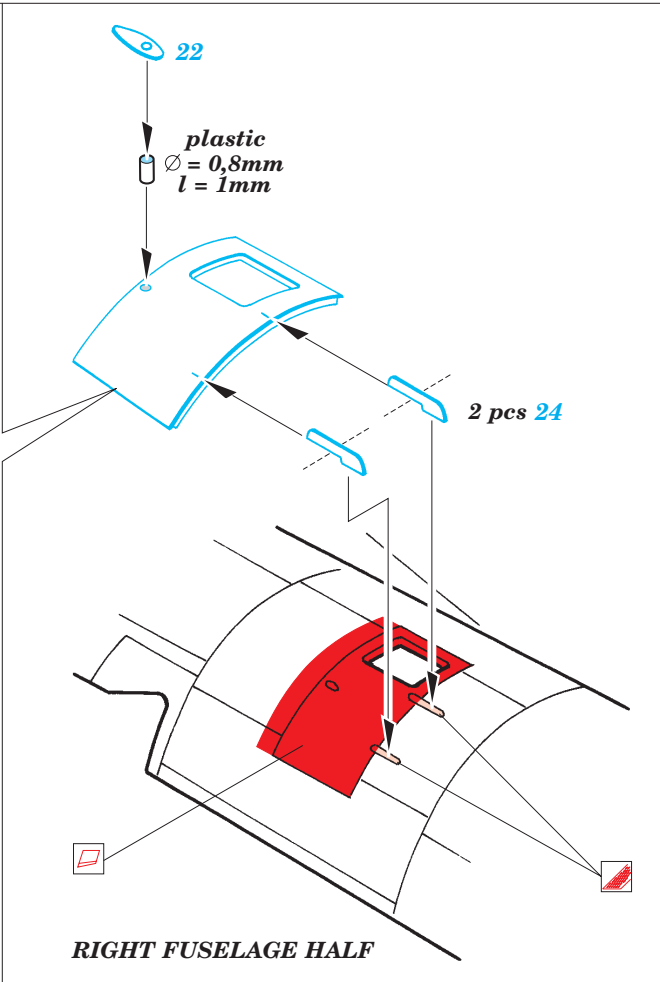 22
plastic
∅ = 0,8mm
l = 1mm
2 pcs 24
RIGHT FUSELAGE HALF